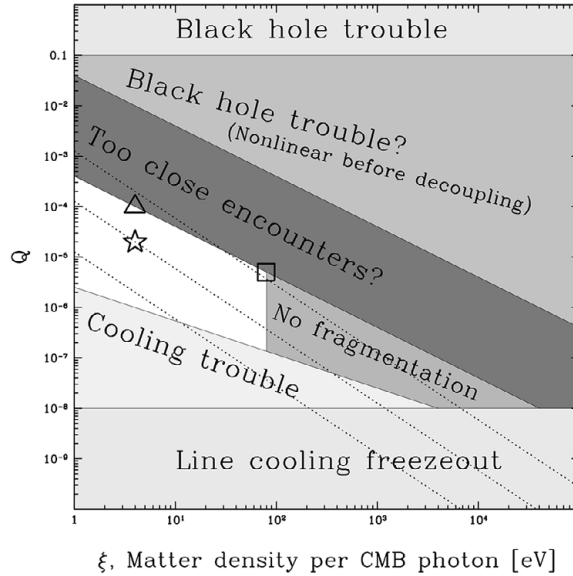 Black hole trouble
0.1
Black hole trouble?
(Nonlinear before decoupling)
10⁻²
Too close encounters?
10⁻³
10⁻⁴
Q
10⁻⁵
10⁻⁶
No fragmentation
Cooling trouble
10⁻⁷
10⁻⁸
Line cooling freezeout
10⁻⁹
1 10¹ 10² 10³ 10⁴
ξ, Matter density per CMB photon [eV]